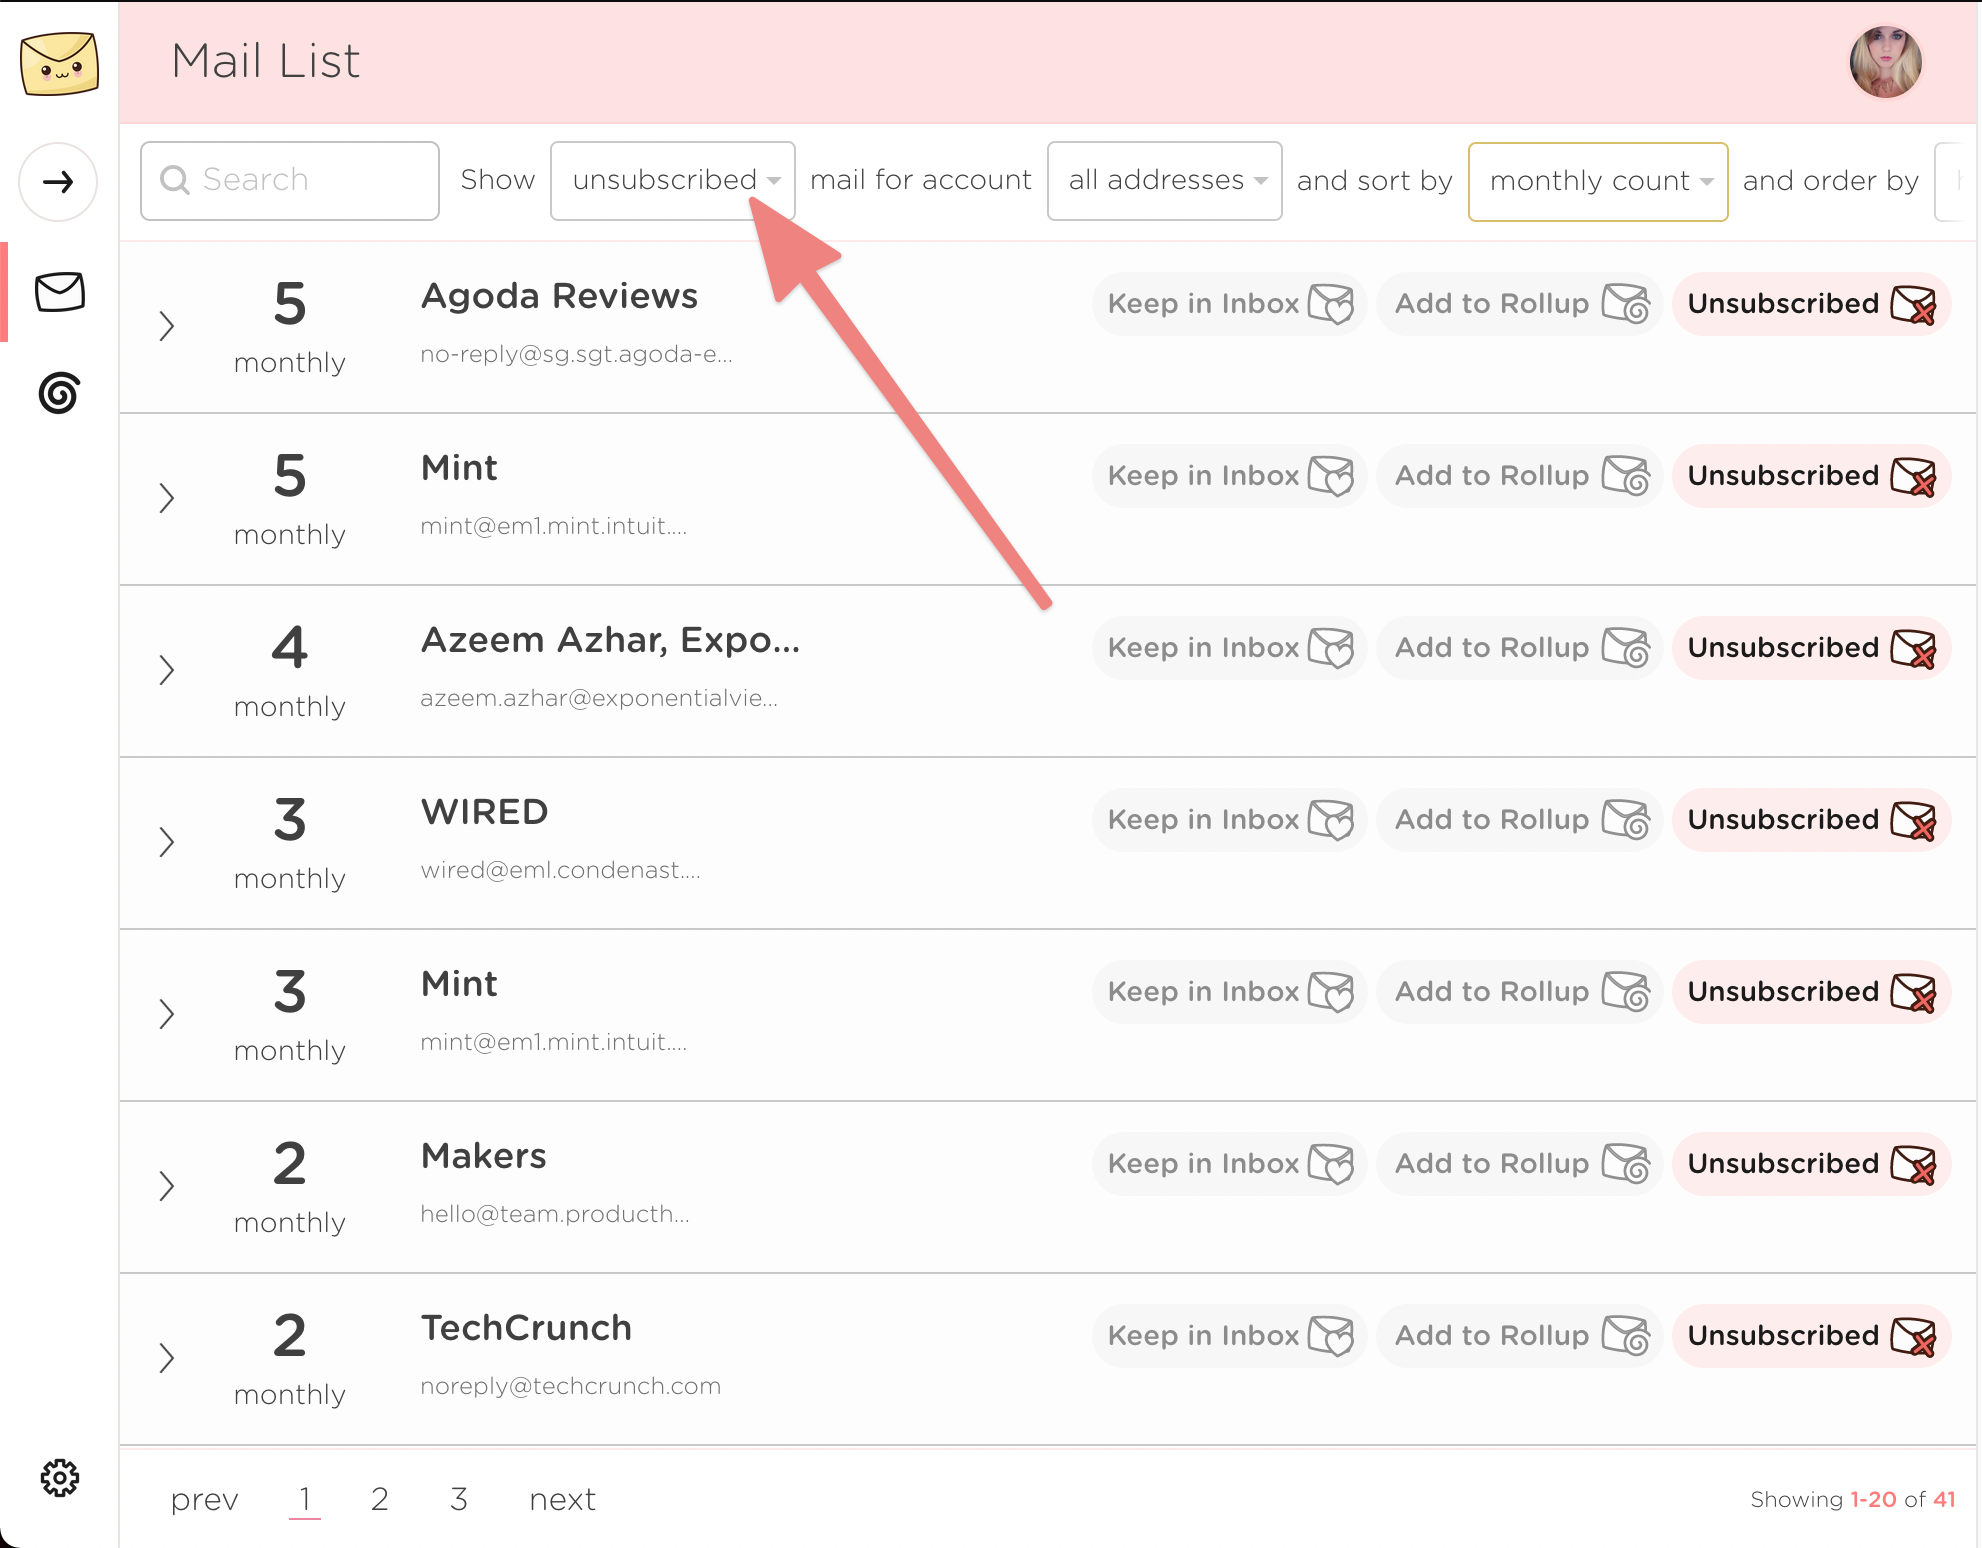 Mail List
Search Show unsubscribed mail for account all addresses and sort by monthly count and order by
5 Agoda Reviews Keep in Inbox Add to Rollup Unsubscribed
monthly no-reply@sg.sgt.agoda-e...
5 Mint Keep in Inbox Add to Rollup Unsubscribed
monthly mint@em1.mint.intuit....
4 Azeem Azhar, Expo... Keep in Inbox Add to Rollup Unsubscribed
monthly azeem.azhar@exponentialvie...
3 WIRED Keep in Inbox Add to Rollup Unsubscribed
monthly wired@eml.condenast....
3 Mint Keep in Inbox Add to Rollup Unsubscribed
monthly mint@em1.mint.intuit....
2 Makers Keep in Inbox Add to Rollup Unsubscribed
monthly hello@team.producth...
2 TechCrunch Keep in Inbox Add to Rollup Unsubscribed
monthly noreply@techcrunch.com
prev 1 2 3 next Showing 1-20 of 41